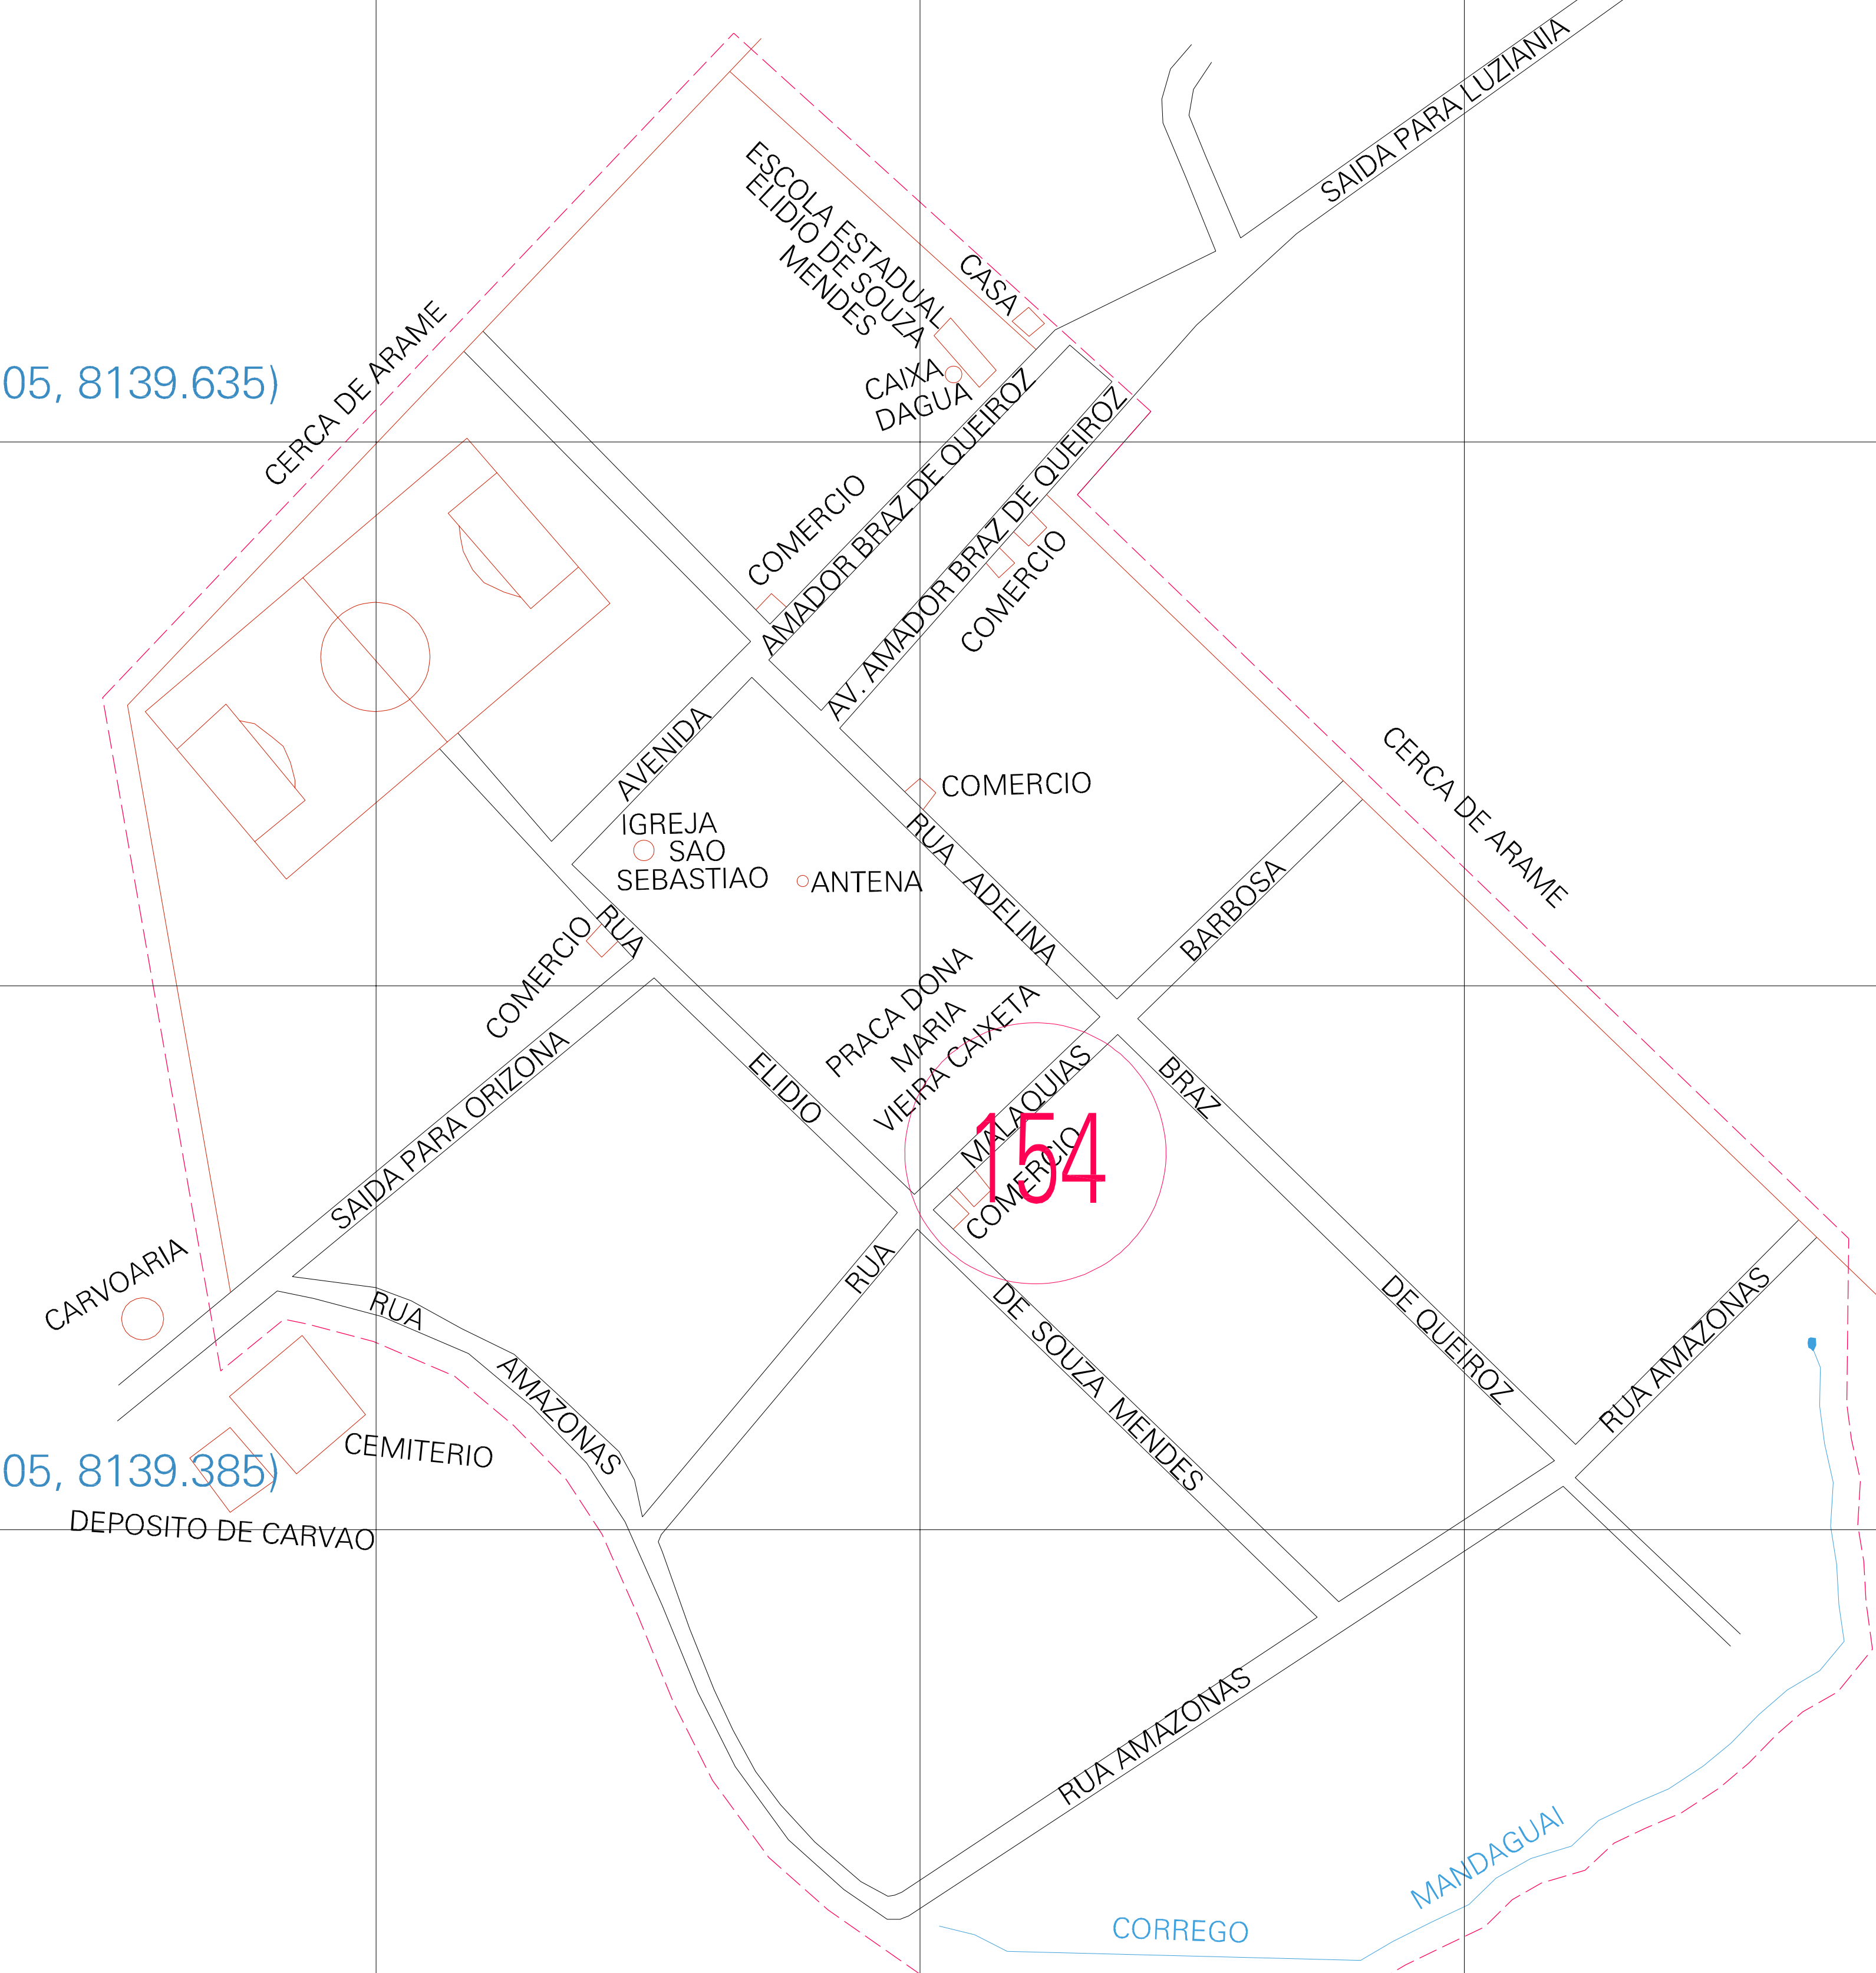 SAIDA PARA LUZIANIA
ESCOLA ESTADUAL
ELIDIO DE SOUZA
MENDES
CASA
CERCA DE ARAME
05, 8139.635)
CAIXA
DAGUA
AMADOR BRAZ DE QUEIROZ
AV. AMADOR BRAZ DE QUEIROZ
COMERCIO
COMERCIO
AVENIDA
COMERCIO
CERCA DE ARAME
IGREJA
SAO
SEBASTIAO
ANTENA
RUA
ADELINA
BARBOSA
RUA
COMERCIO
PRACA DONA
MARIA
VIEIRA CAIXETA
SAIDA PARA ORIZONA
ELIDIO
MALAQUIAS
BRAZ
154
COMERCIO
CARVOARIA
RUA
RUA
DE SOUZA MENDES
DE QUEIROZ
RUA AMAZONAS
AMAZONAS
CEMITERIO
05, 8139.385)
DEPOSITO DE CARVAO
RUA AMAZONAS
MANDAGUAI
CORREGO